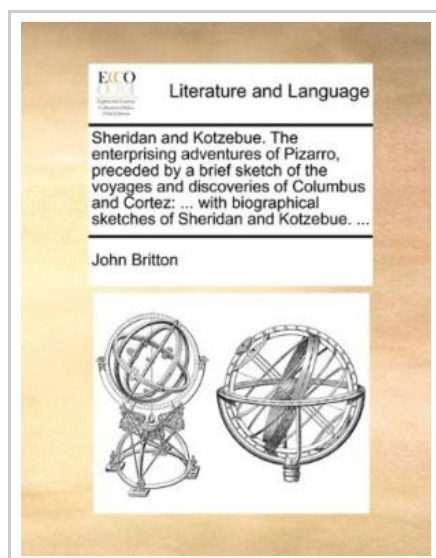 ECCO
Literature and Language
Sheridan and Kotzebue. The
enterprising adventures of Pizarro,
preceded by a brief sketch of the
voyages and discoveries of Columbus
and Cortez: ... with biographical
sketches of Sheridan and Kotzebue. ...
John Britton